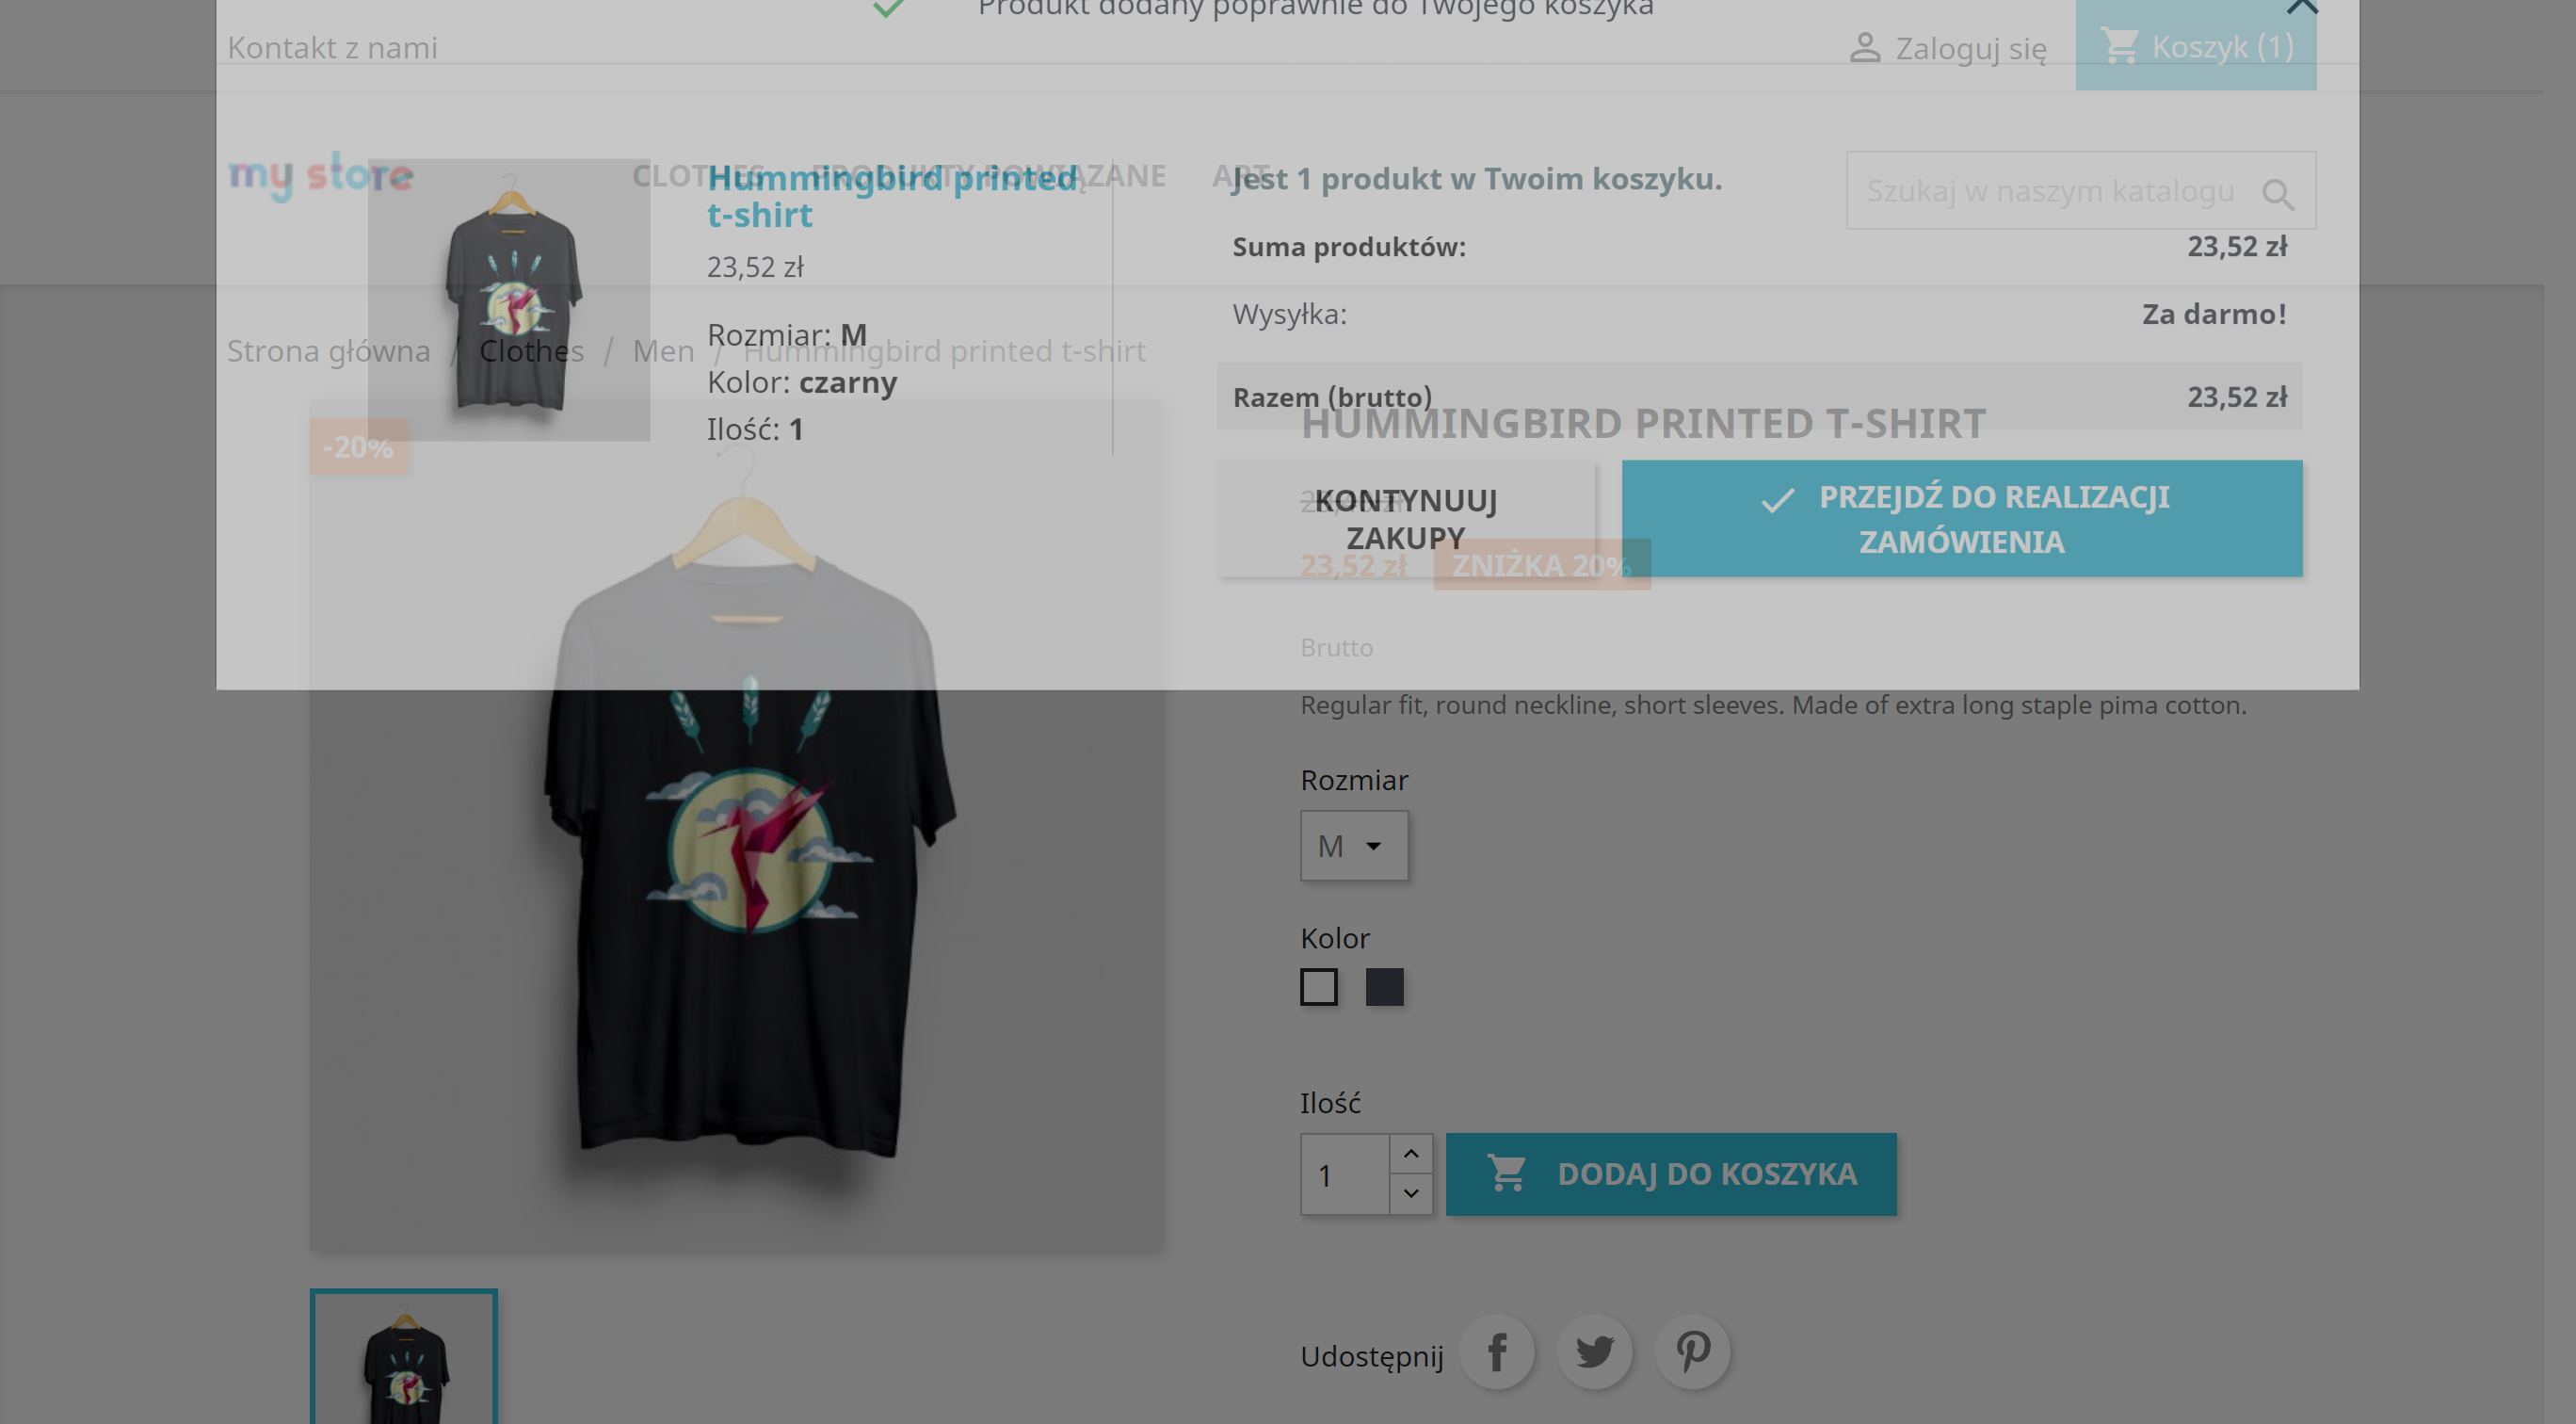 Produkt dodany poprawnie do Twojego koszyka
Kontakt z nami
Zaloguj się
Koszyk (1)
my store
CLOTHES
PRODUKTY POWIĄZANE
ART
Szukaj w naszym katalogu
Hummingbird printed
t-shirt
23,52 zł
Rozmiar: M
Kolor: czarny
Ilość: 1
Jest 1 produkt w Twoim koszyku.
Suma produktów: 23,52 zł
Wysyłka: Za darmo!
Razem (brutto) 23,52 zł
KONTYNUUJ
ZAKUPY
PRZEJDŹ DO REALIZACJI
ZAMÓWIENIA
Strona główna / Clothes / Men / Hummingbird printed t-shirt
-20%
HUMMINGBIRD PRINTED T-SHIRT
23,52 zł
ZNIŻKA 20%
Brutto
Regular fit, round neckline, short sleeves. Made of extra long staple pima cotton.
Rozmiar
M
Kolor
Ilość
1
DODAJ DO KOSZYKA
Udostępnij